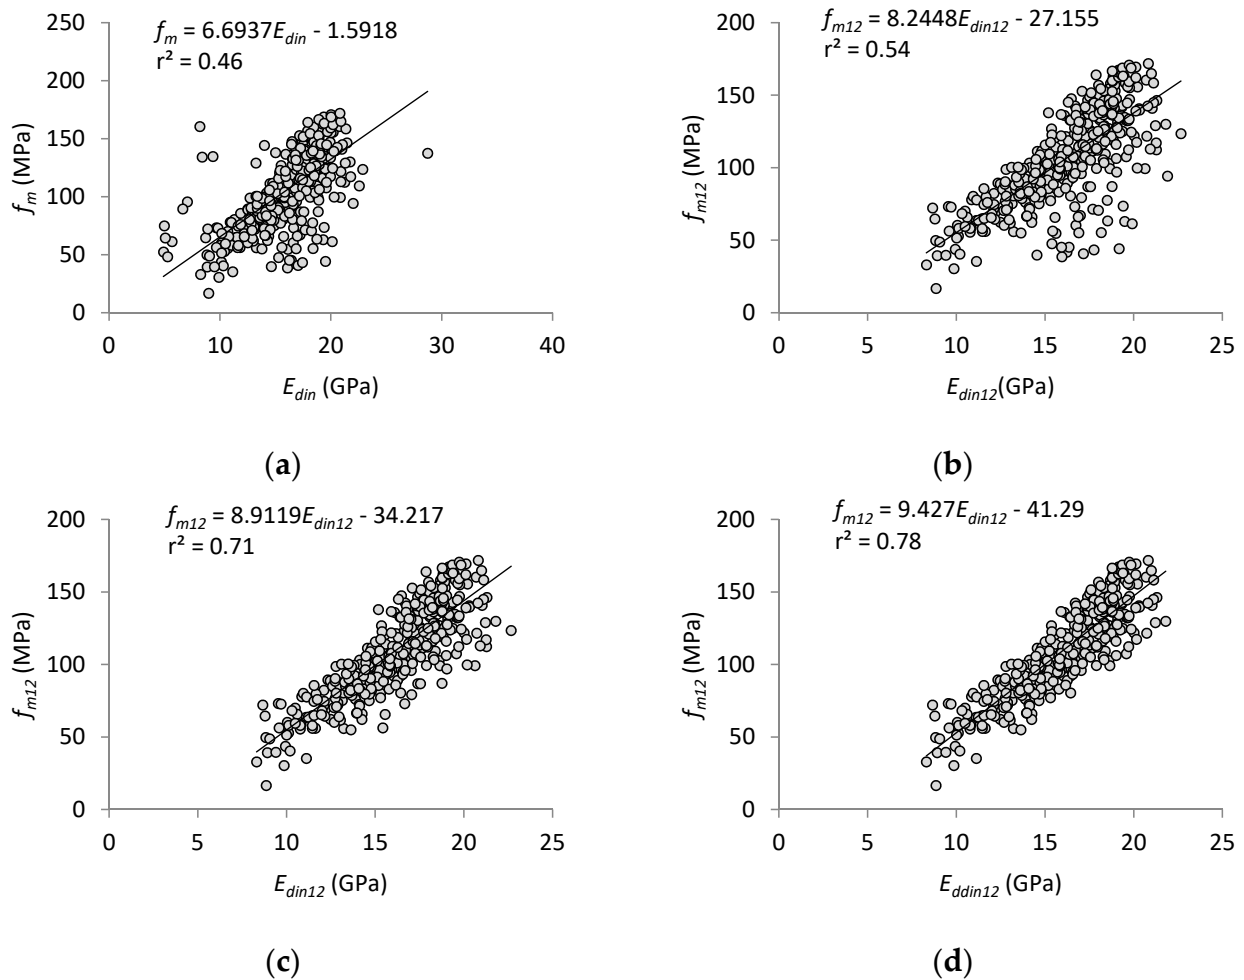 f_m = 6.6937E_din - 1.5918
r² = 0.46
250
200
150
100
50
0
f_m (MPa)
0 10 20 30 40
E_din (GPa)
(a)
f_m12 = 8.2448E_din12 - 27.155
r² = 0.54
200
150
100
50
0
f_m12 (MPa)
0 5 10 15 20 25
E_din12(GPa)
(b)
f_m12 = 8.9119E_din12 - 34.217
r² = 0.71
200
150
100
50
0
f_m12 (MPa)
0 5 10 15 20 25
E_din12 (GPa)
(c)
f_m12 = 9.427E_din12 - 41.29
r² = 0.78
200
150
100
50
0
f_m12 (MPa)
0 5 10 15 20 25
E_ddin12 (GPa)
(d)